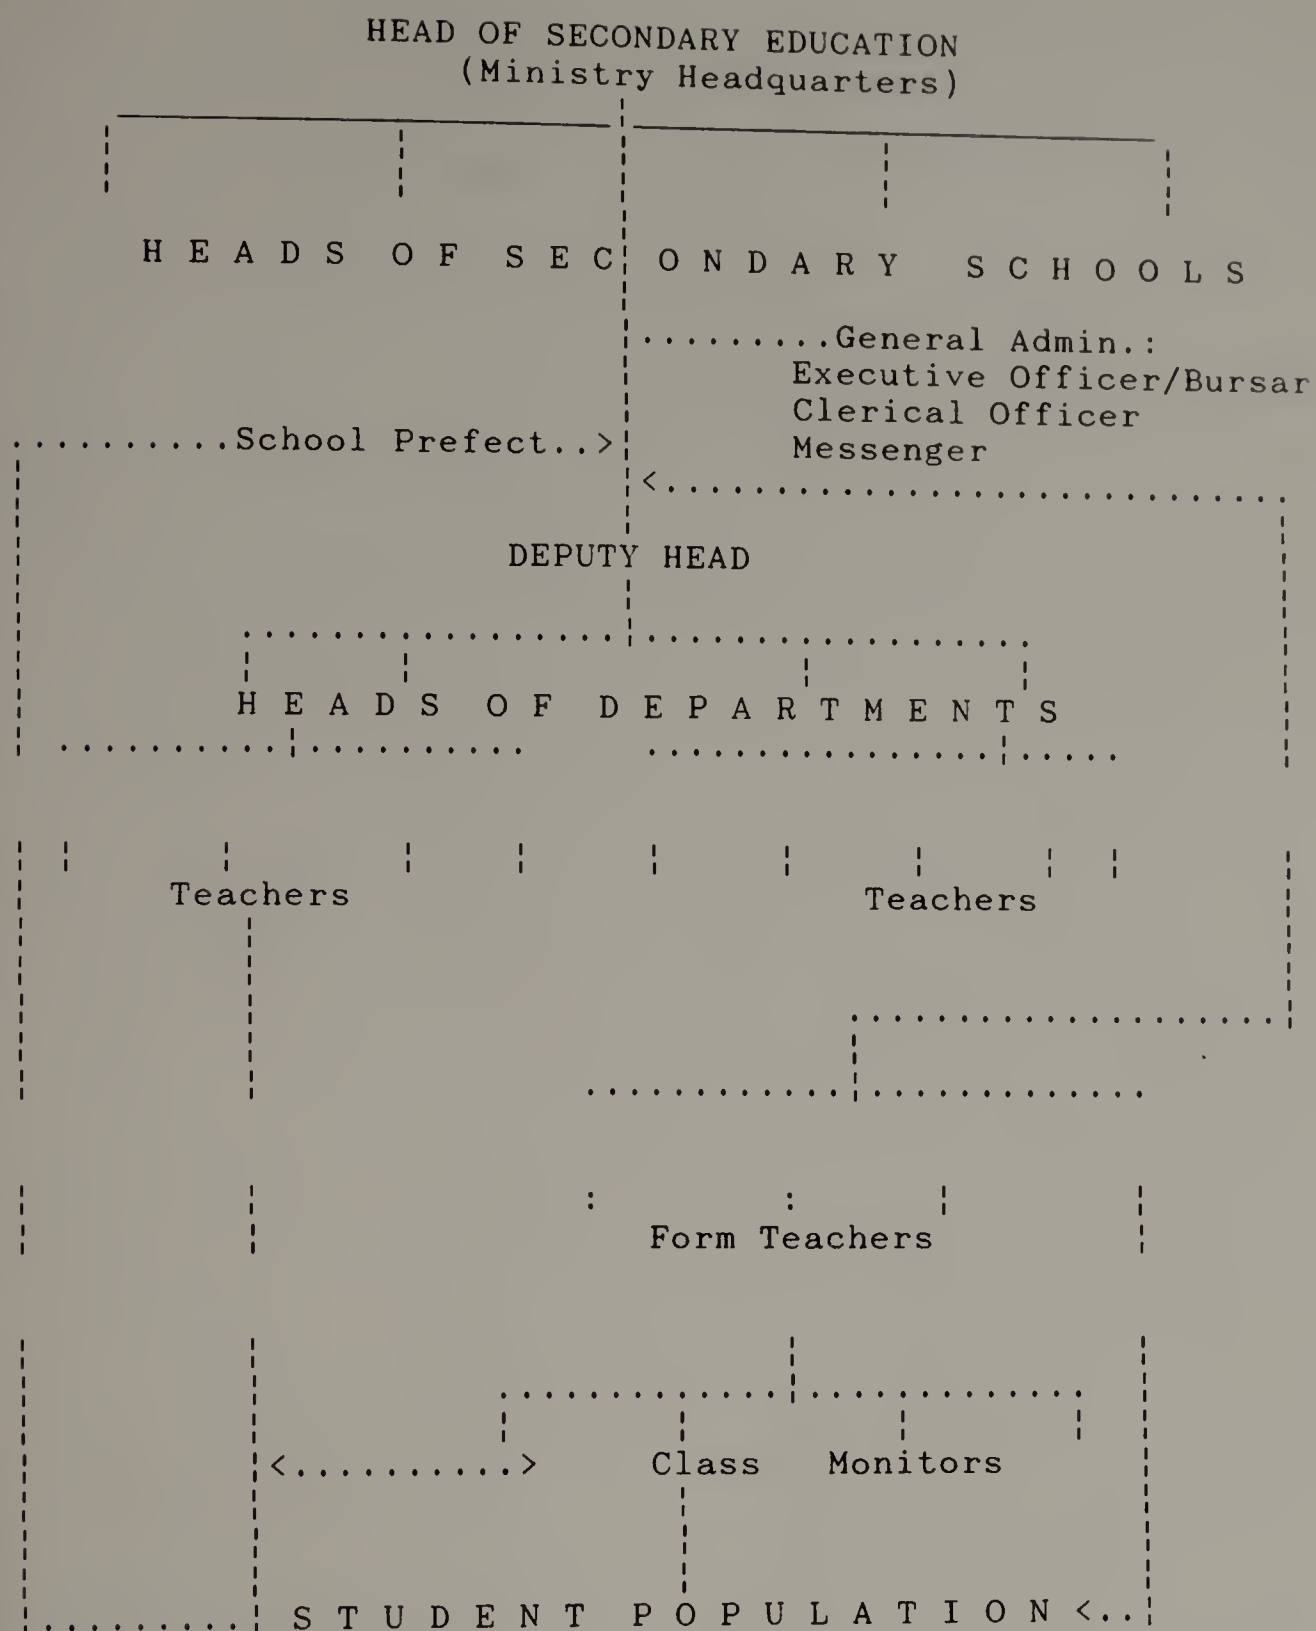 HEAD OF SECONDARY EDUCATION
(Ministry Headquarters)
HEADS OF SECONDARY SCHOOLS
.........General Admin.:
Executive Officer/Bursar
Clerical Officer
..........School Prefect..>
Messenger
DEPUTY HEAD
HEADS OF DEPARTMENTS
Teachers Teachers
Form Teachers
Class Monitors
STUDENT POPULATION